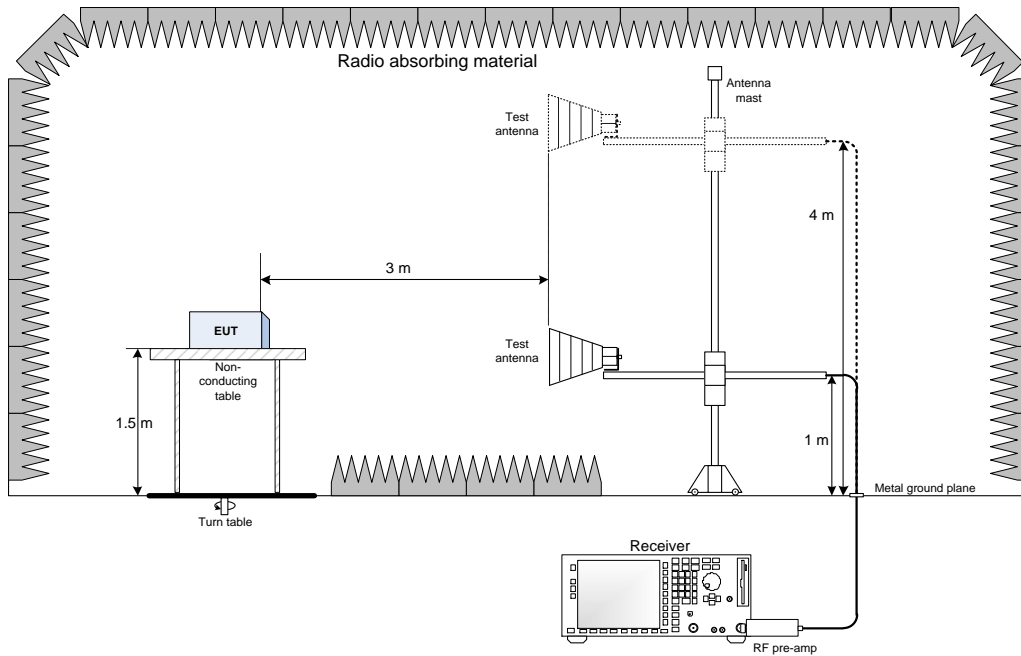 Radio absorbing material
Antenna
mast
Test
antenna
4 m
3 m
EUT
Test
antenna
Non-
conducting
table
1.5 m
1 m
Metal ground plane
Turn table
Receiver
RF pre-amp